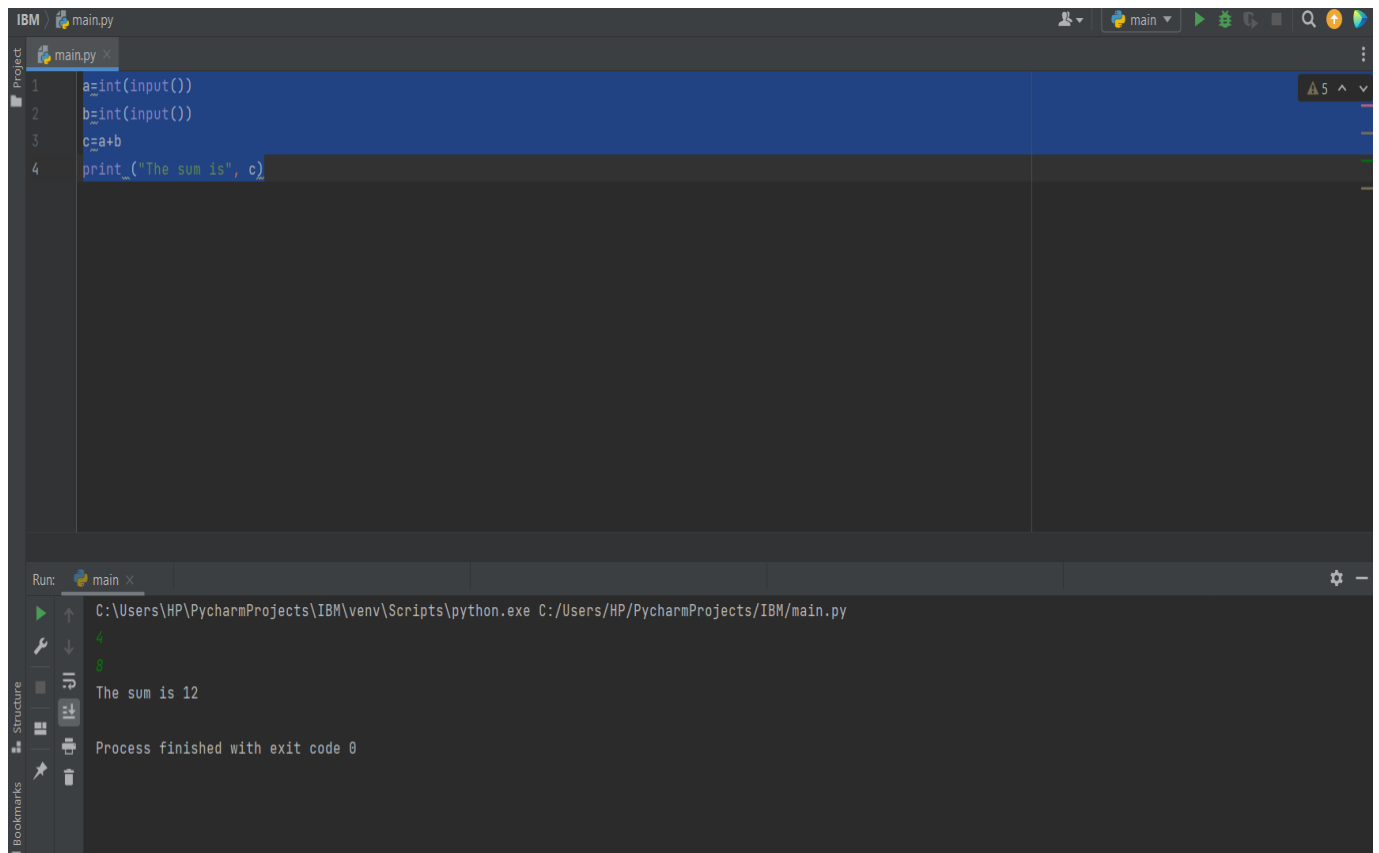 IBM main.py
main
Project
main.py
1 a=int(input())
5
2 b=int(input())
3 c=a+b
4 print ("The sum is", c)
Run: main
C:\Users\HP\PycharmProjects\IBM\venv\Scripts\python.exe C:/Users/HP/PycharmProjects/IBM/main.py
4
8
The sum is 12
Process finished with exit code 0
Structure
Bookmarks